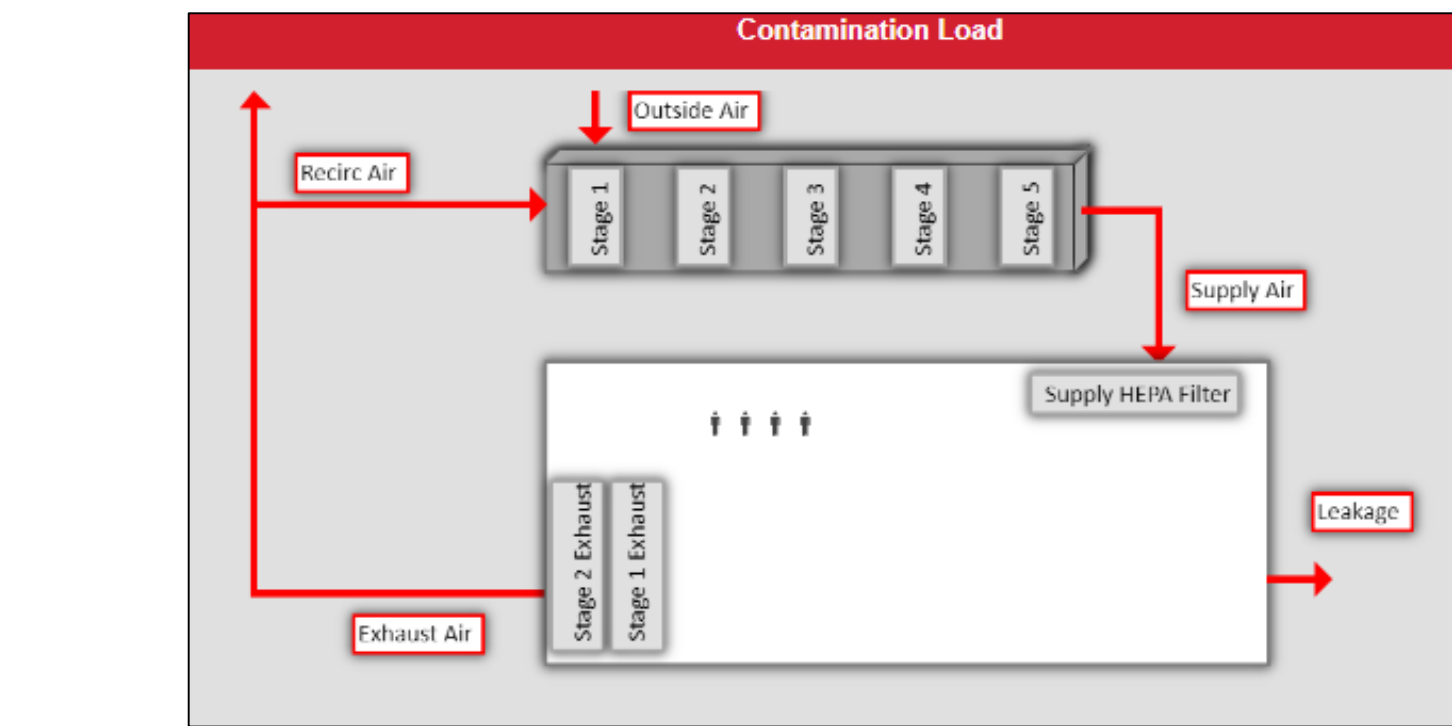 Contamination Load
Outside Air
Recirc Air
Stage 1
Stage 2
Stage 3
Stage 4
Stage 5
Supply Air
Supply HEPA Filter
Stage 2 Exhaust
Stage 1 Exhaust
Leakage
Exhaust Air